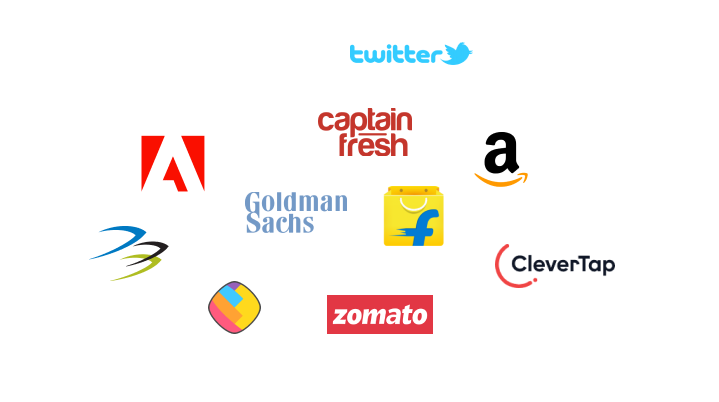 twitter
captain
fresh
A
a
Goldman
Sachs
f
CleverTap
zomato